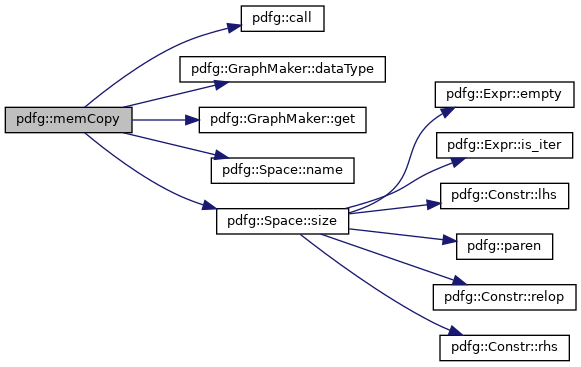 pdfg::memCopy
pdfg::call
pdfg::GraphMaker::dataType
pdfg::GraphMaker::get
pdfg::Space::name
pdfg::Space::size
pdfg::Expr::empty
pdfg::Expr::is_iter
pdfg::Constr::lhs
pdfg::paren
pdfg::Constr::relop
pdfg::Constr::rhs